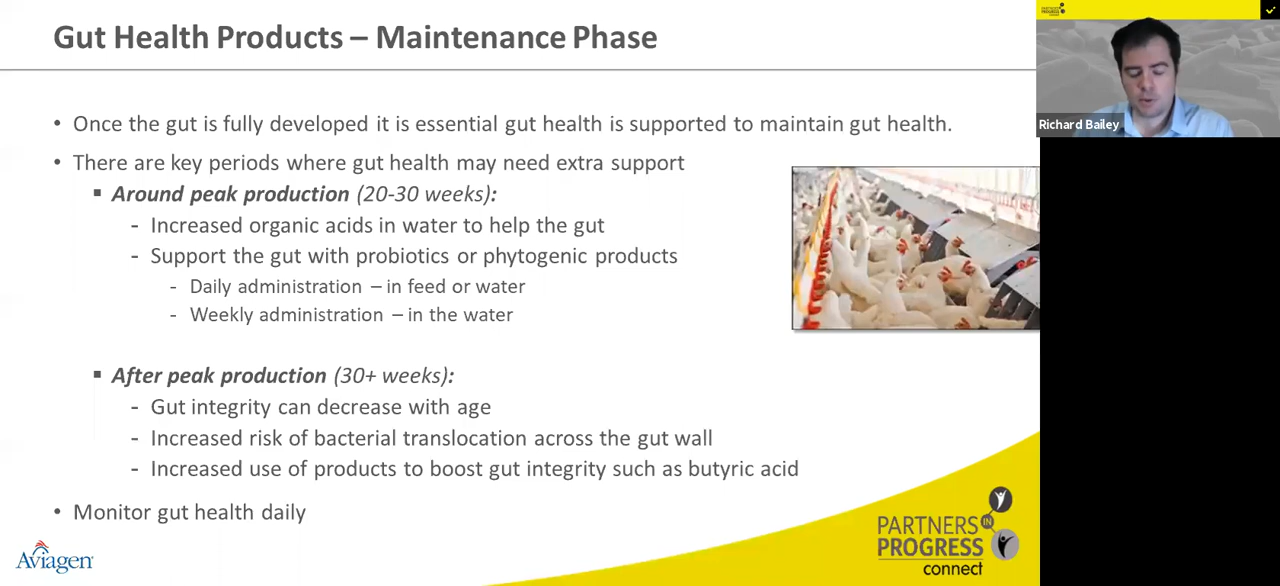 Gut Health Products – Maintenance Phase
• Once the gut is fully developed it is essential gut health is supported to maintain gut health.
• There are key periods where gut health may need extra support
▪ Around peak production (20-30 weeks):
- Increased organic acids in water to help the gut
- Support the gut with probiotics or phytogenic products
- Daily administration – in feed or water
- Weekly administration – in the water
▪ After peak production (30+ weeks):
- Gut integrity can decrease with age
- Increased risk of bacterial translocation across the gut wall
- Increased use of products to boost gut integrity such as butyric acid
• Monitor gut health daily
Aviagen
PARTNERS IN
PROGRESS
connect
PARTNERS IN
PROGRESS
Richard Bailey